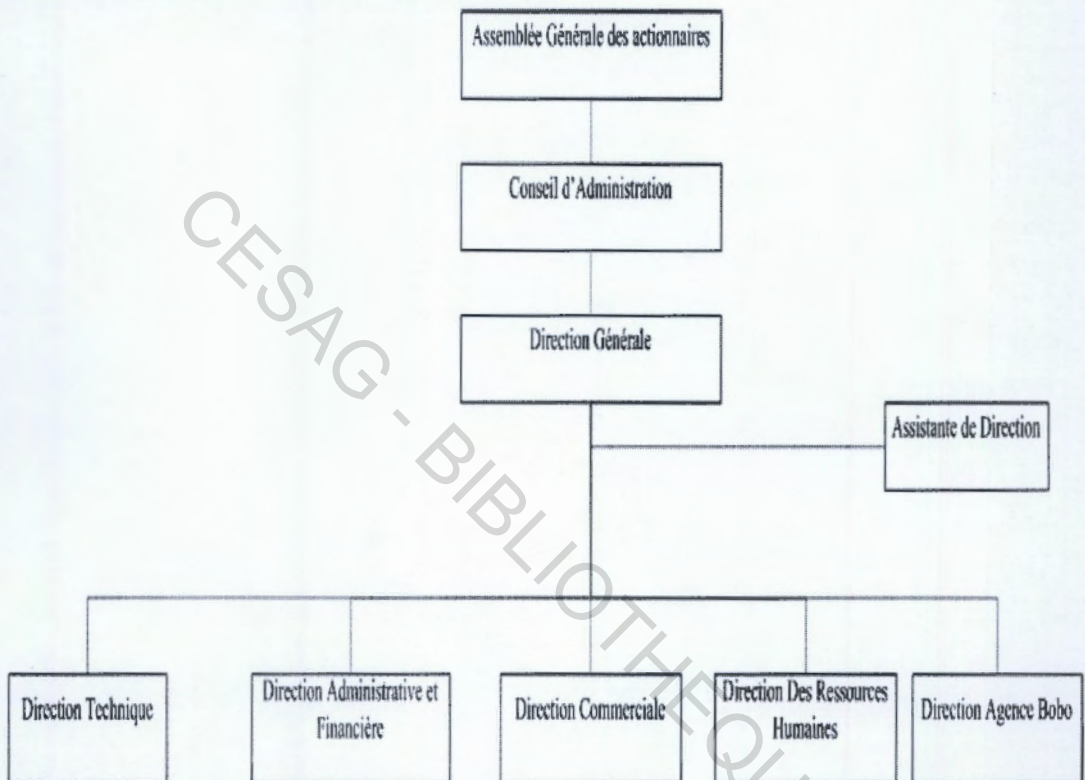 Assemblée Générale des actionnaires
Conseil d'Administration
Direction Générale
Assistante de Direction
Direction Technique
Direction Administrative et
Financière
Direction Commerciale
Direction Des Ressources
Humaines
Direction Agence Bobo
CESAG - BIBLIOTHEQU